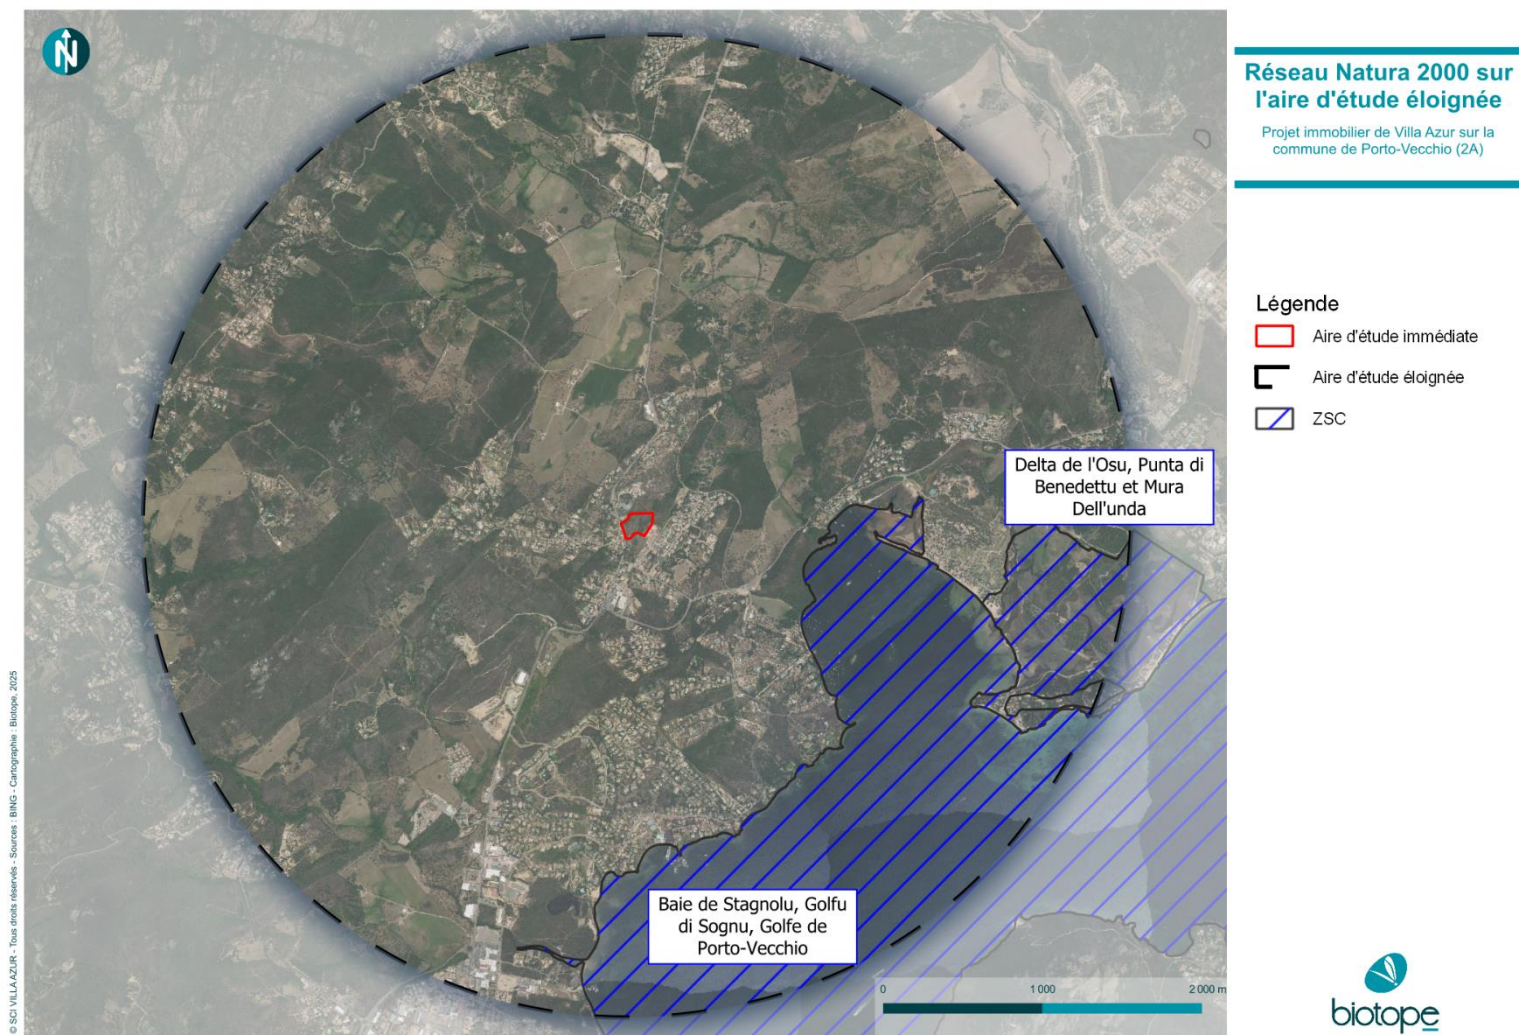 N
Réseau Natura 2000 sur
l'aire d'étude éloignée
Projet immobilier de Villa Azur sur la
commune de Porto-Vecchio (2A)
Légende
Aire d'étude immédiate
Aire d'étude éloignée
ZSC
Delta de l'Osu, Punta di
Benedettu et Mura
Dell'unda
Baie de Stagnolu, Golfu
di Sognu, Golfe de
Porto-Vecchio
0 1 000 2 000 m
© SCI VILLA AZUR - Tous droits réservés - Sources : BING - Cartographie : Biotope, 2025
biotope